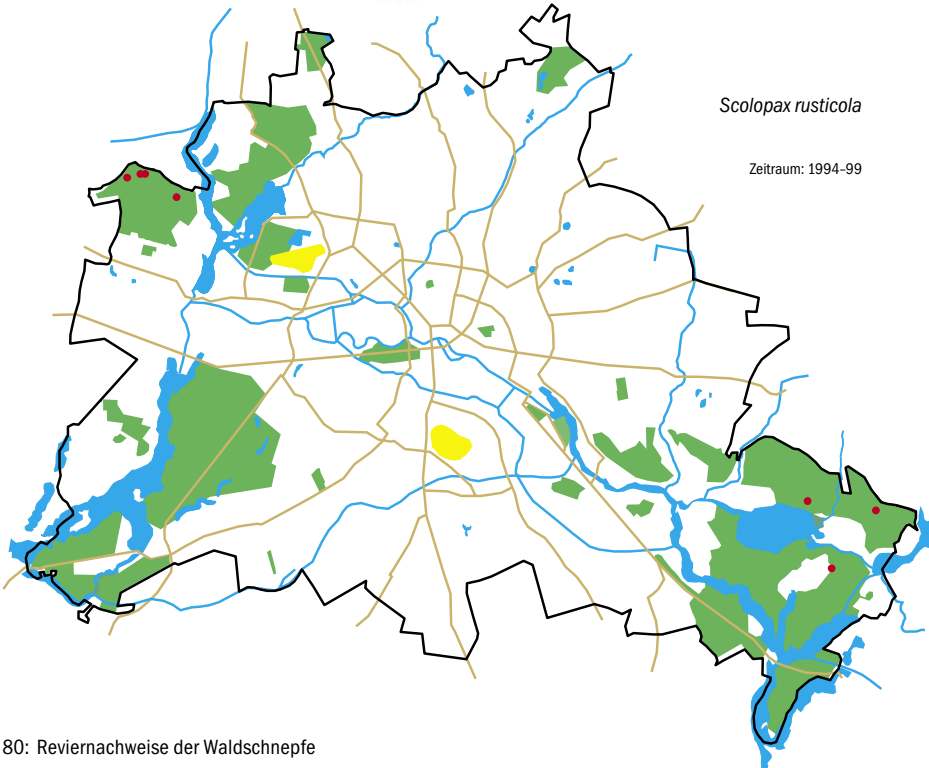 Scolopax rusticola
Zeitraum: 1994–99
80: Reviernachweise der Waldschnepfe